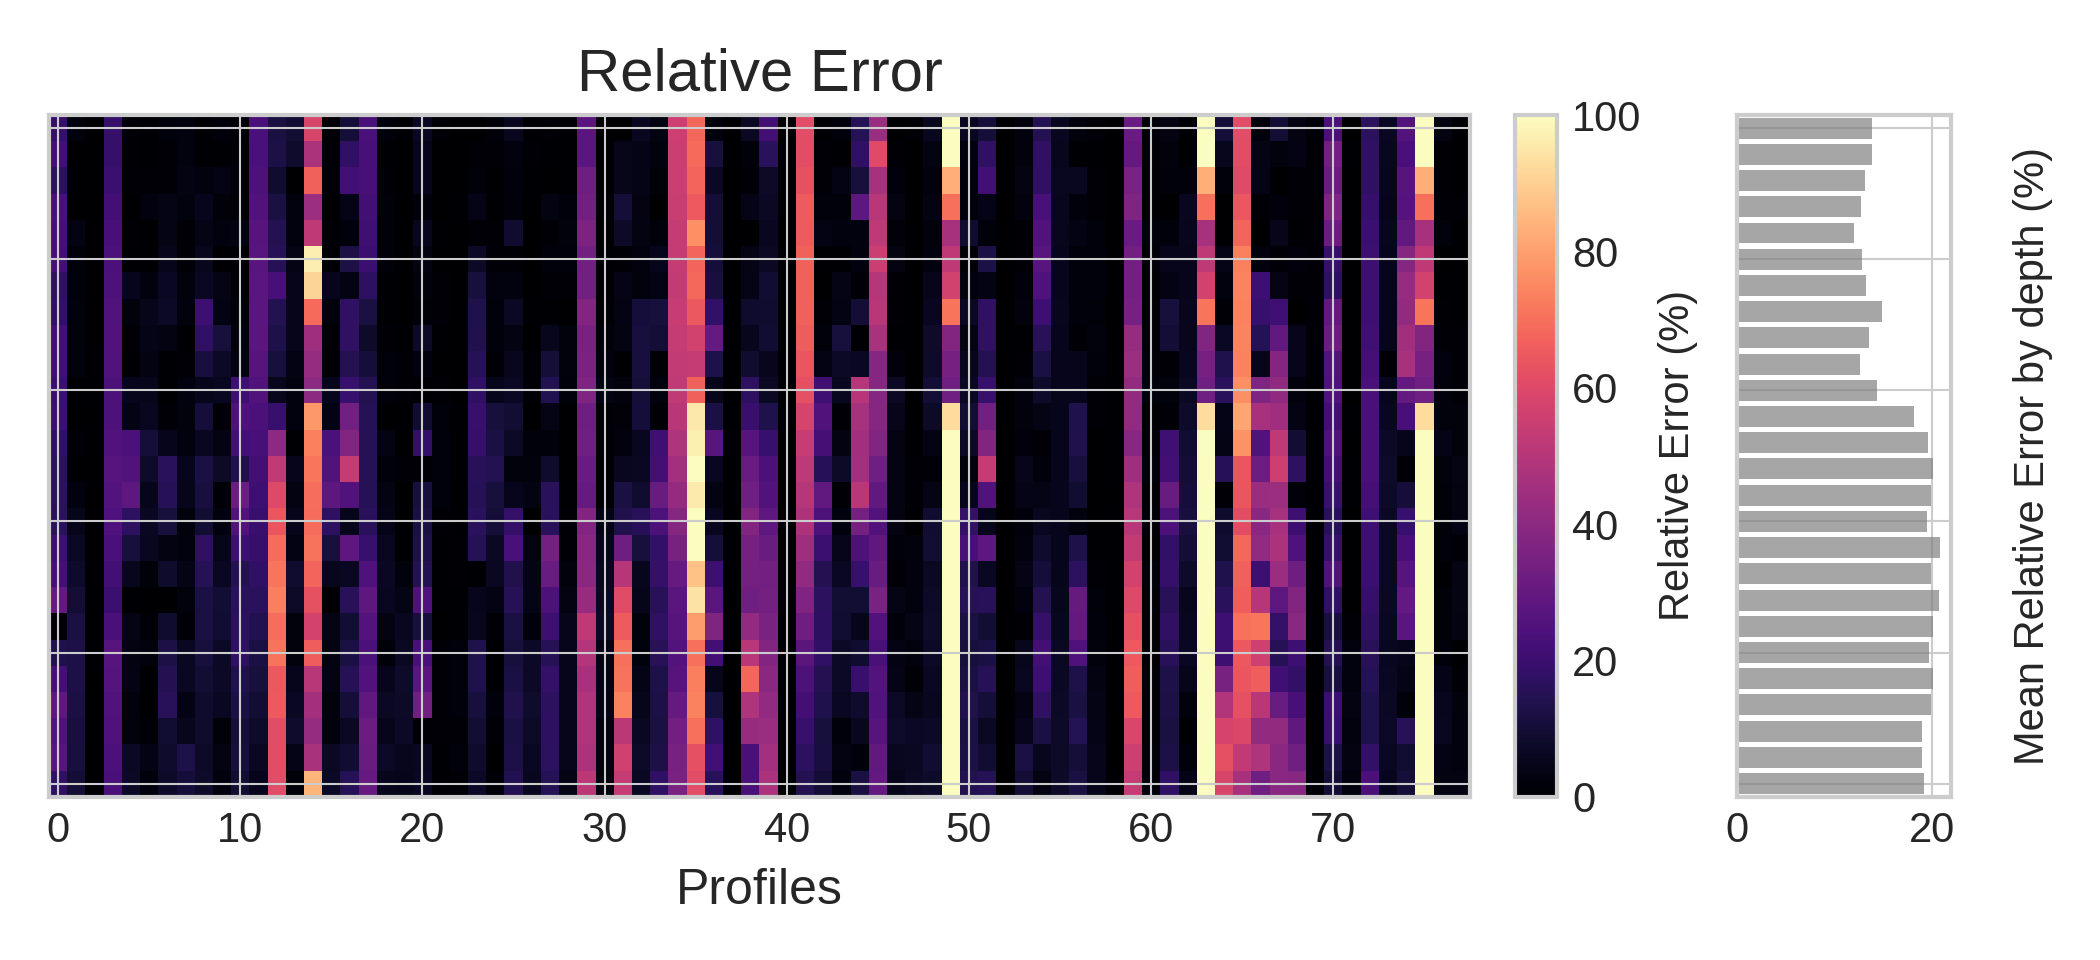 Relative Error
0 10 20 30 40 50 60 70
Profiles
100
80
60
40
20
0
Relative Error (%)
0 20
Mean Relative Error by depth (%)